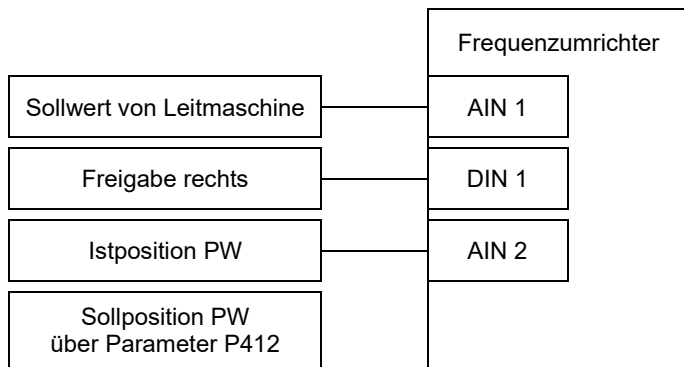 Frequenzumrichter
Sollwert von Leitmaschine
AIN 1
Freigabe rechts
DIN 1
Istposition PW
AIN 2
Sollposition PW
über Parameter P412